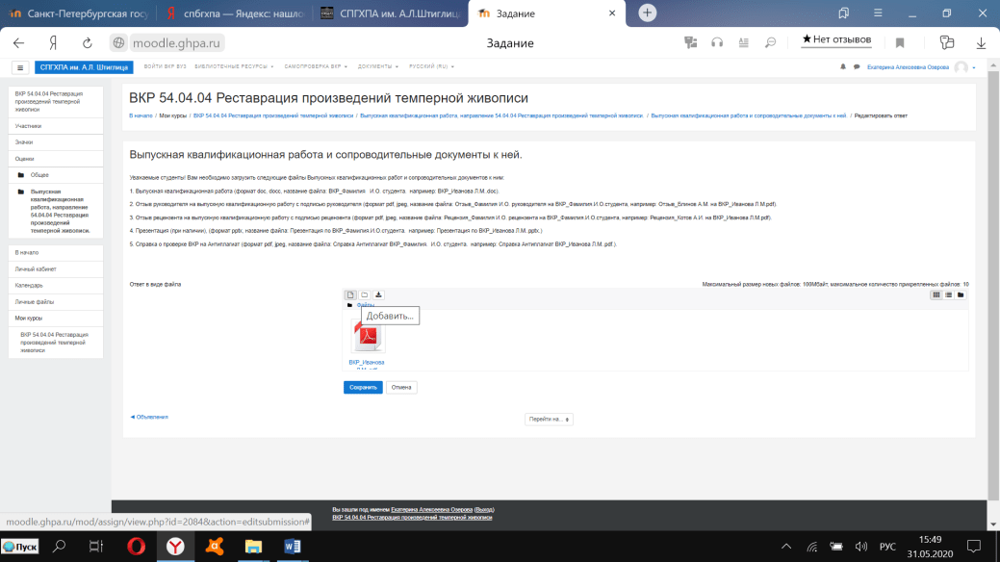 Санкт-Петербургская госу
спбгхпа — Яндекс: нашло
СПГХПА им. А.Л.Штиглиц
Задание
moodle.ghpa.ru
Задание
Нет отзывов
СПГХПА им. А.Л. Штиглица
ВОЙТИ ВКР ВУЗ
БИБЛИОТЕЧНЫЕ РЕСУРСЫ
САМОПРОВЕРКА ВКР
ДОКУМЕНТЫ
РУССКИЙ (RU)
Екатерина Алексеевна Озерова
ВКР 54.04.04 Реставрация
произведений темперной
живописи
Участники
Значки
Оценки
Общее
Выпускная
квалификационная
работа, направление
54.04.04 Реставрация
произведений
темперной живописи.
В начало
Личный кабинет
Календарь
Личные файлы
Мои курсы
ВКР 54.04.04 Реставрация
произведений темперной
живописи
ВКР 54.04.04 Реставрация произведений темперной живописи
В начало / Мои курсы / ВКР 54.04.04 Реставрация произведений темперной живописи / Выпускная квалификационная работа, направление 54.04.04 Реставрация произведений темперной живописи. / Выпускная квалификационная работа и сопроводительные документы к ней. / Редактировать ответ
Выпускная квалификационная работа и сопроводительные документы к ней.
Уважаемые студенты! Вам необходимо загрузить следующие файлы Выпускных квалификационных работ и сопроводительных документов к ним:
1. Выпускная квалификационная работа (формат doc, docx, название файла: ВКР_Фамилия И.О. студента. например: ВКР_Иванова Л.М. doc).
2. Отзыв руководителя на выпускную квалификационную работу с подписью руководителя (формат pdf, jpeg, название файла: Отзыв_Фамилия И.О. руководителя на ВКР_Фамилия И.О студента, например: Отзыв_Блинов А.М. на ВКР_Иванова Л.М.pdf).
3. Отзыв рецензента на выпускную квалификационную работу с подписью рецензента (формат pdf, jpeg, название файла: Рецензия_Фамилия И.О. рецензента на ВКР_Фамилия.И.О.студента, например: Рецензия_Котов А.И. на ВКР_Иванова Л.М.pdf).
4. Презентация (при наличии), (формат pptx, название файла: Презентация по ВКР_Фамилия И.О.студента. например: Презентация по ВКР_Иванова Л.М. pptx.)
5. Справка о проверке ВКР на Антиплагиат (формат pdf, jpeg, название файла: Справка Антиплагиат ВКР_Фамилия. И.О. студента. например: Справка Антиплагиат ВКР_Иванова Л.М..pdf.).
Ответ в виде файла
Максимальный размер новых файлов: 100Мбайт, максимальное количество прикрепленных файлов: 10
Файлы
Добавить...
ВКР_Иванова
Л.М..pdf
Сохранить
Отмена
◄ Объявления
Перейти на...
Вы зашли под именем Екатерина Алексеевна Озерова (Выход)
ВКР 54.04.04 Реставрация произведений темперной живописи
moodle.ghpa.ru/mod/assign/view.php?id=2084&action=editsubmission#
Пуск
РУС
15:49
31.05.2020